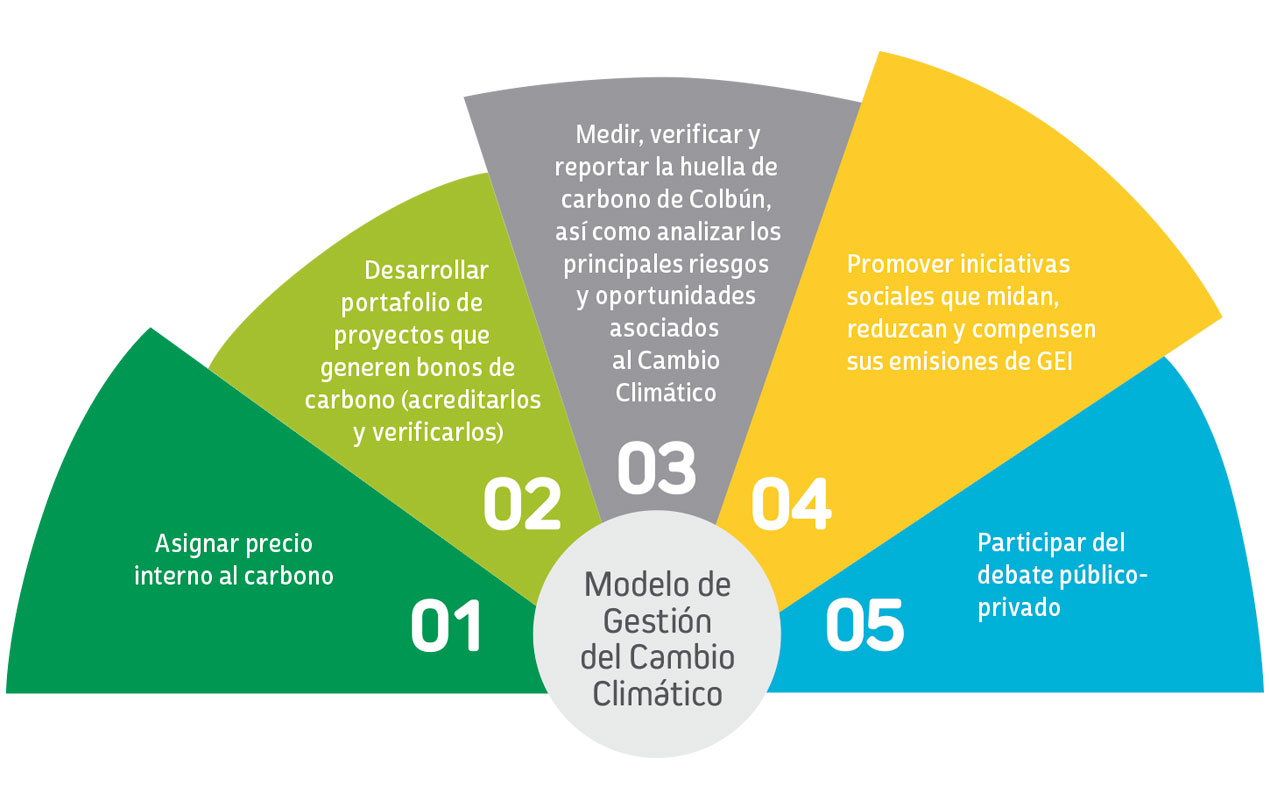 Asignar precio
interno al carbono
01
Desarrollar
portafolio de
proyectos que
generen bonos de
carbono (acreditarlos
y verificarlos)
02
Medir, verificar y
reportar la huella de
carbono de Colbún,
así como analizar los
principales riesgos
y oportunidades
asociados
al Cambio
Climático
03
Promover iniciativas
sociales que midan,
reduzcan y compensen
sus emisiones de GEI
04
Participar del
debate público-
privado
05
Modelo de
Gestión
del Cambio
Climático